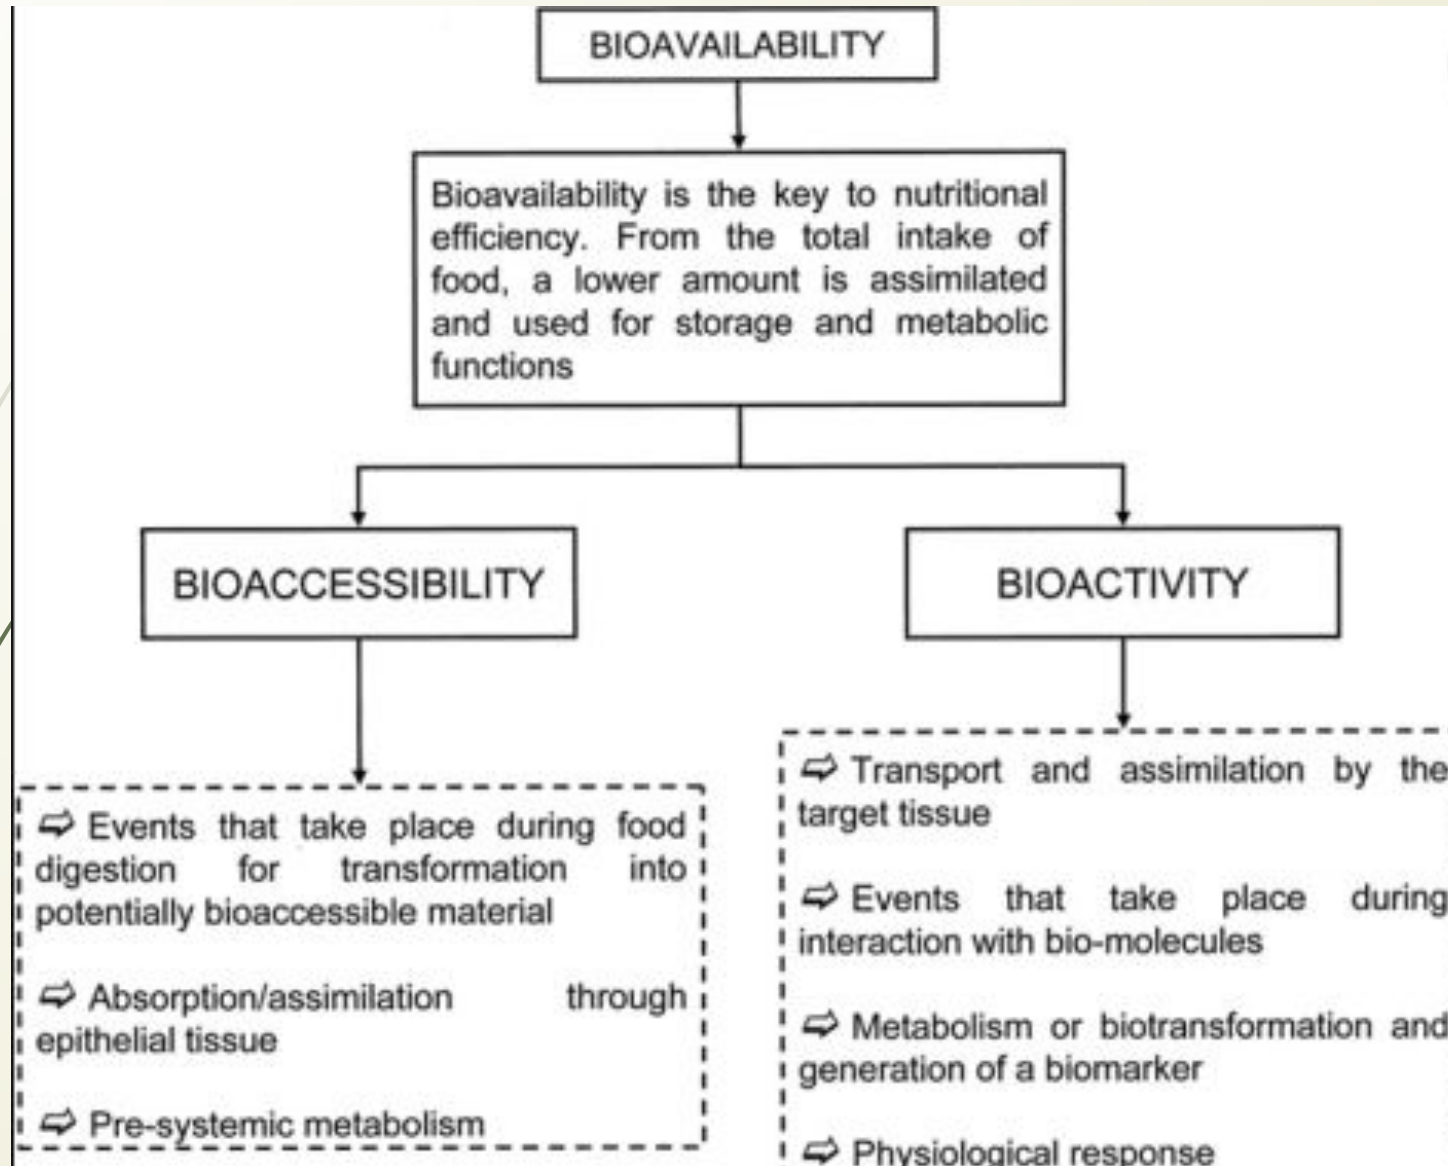 BIOAVAILABILITY
Bioavailability is the key to nutritional
efficiency. From the total intake of
food, a lower amount is assimilated
and used for storage and metabolic
functions
BIOACCESSIBILITY
BIOACTIVITY
⇨ Events that take place during food
digestion for transformation into
potentially bioaccessible material
⇨ Absorption/assimilation through
epithelial tissue
⇨ Pre-systemic metabolism
⇨ Transport and assimilation by the
target tissue
⇨ Events that take place during
interaction with bio-molecules
⇨ Metabolism or biotransformation and
generation of a biomarker
⇨ Physiological response